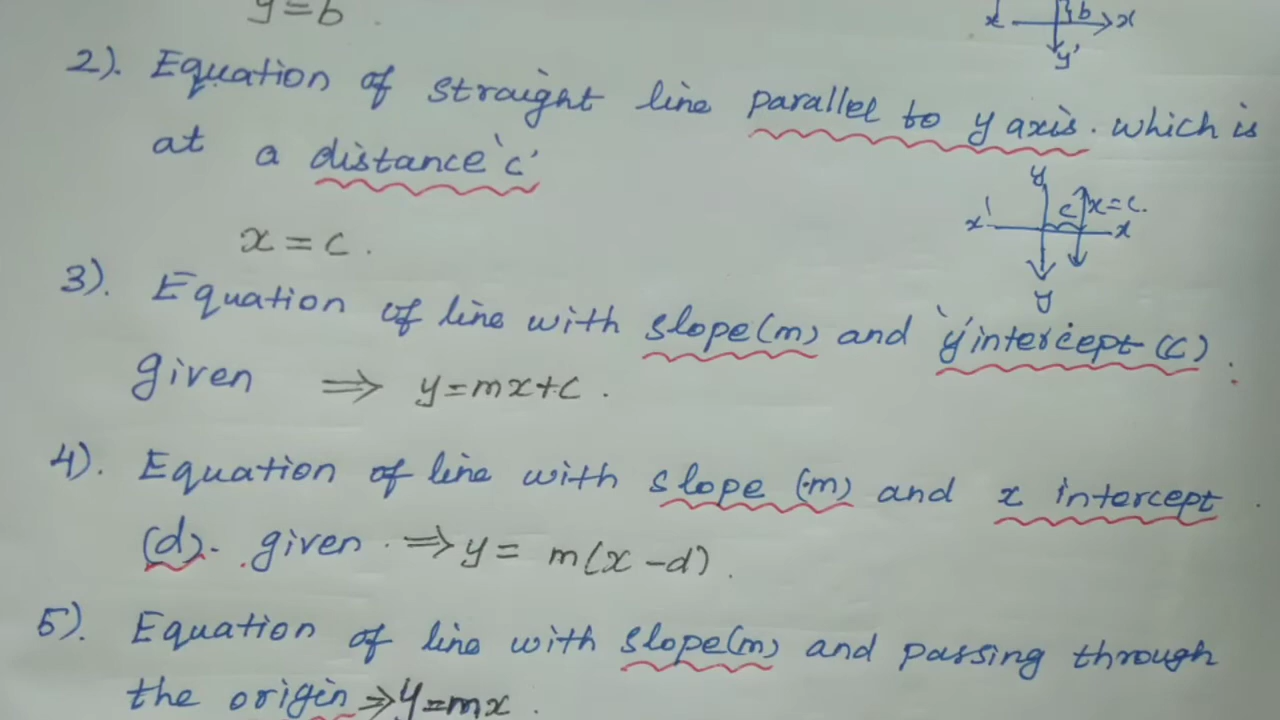 y=b.
x' b x
y'
2). Equation of straight line parallel to y axis. which is
at a distance 'c'
y
x' c x=c. x
y
x=c.
3). Equation of line with slope(m) and 'y' intercept (c).
given ⇒ y=mx+c.
4). Equation of line with slope (m) and x intercept
(d). given ⇒ y= m(x-d).
5). Equation of line with slope(m) and passing through
the origin ⇒ y=mx.